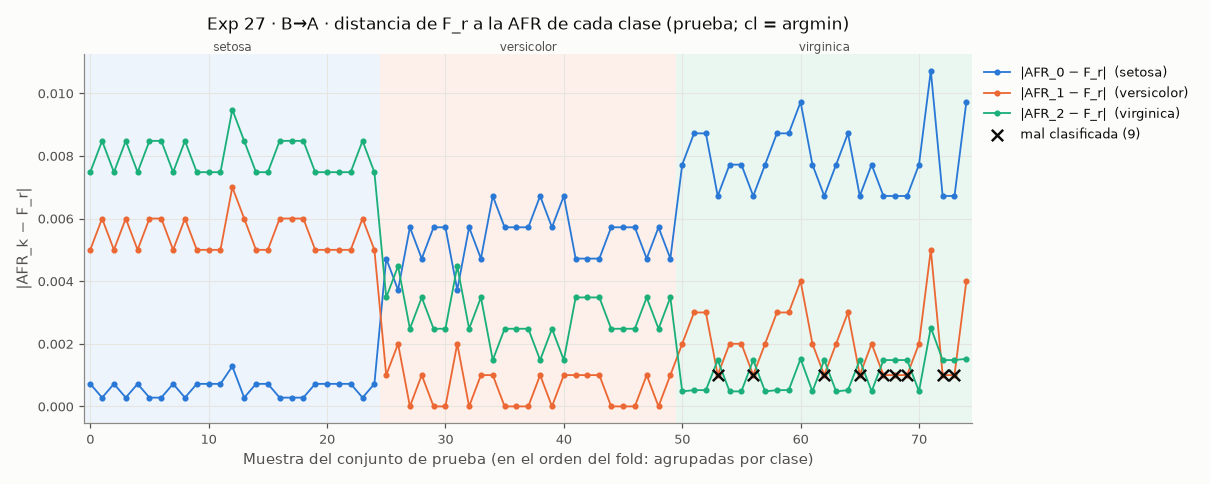 Exp 27 · B→A · distancia de F_r a la AFR de cada clase (prueba; cl = argmin)
setosa versicolor virginica
|AFR_0 − F_r| (setosa)
|AFR_1 − F_r| (versicolor)
|AFR_2 − F_r| (virginica)
mal clasificada (9)
|AFR_k − F_r|
0.010
0.008
0.006
0.004
0.002
0.000
0 10 20 30 40 50 60 70
Muestra del conjunto de prueba (en el orden del fold: agrupadas por clase)